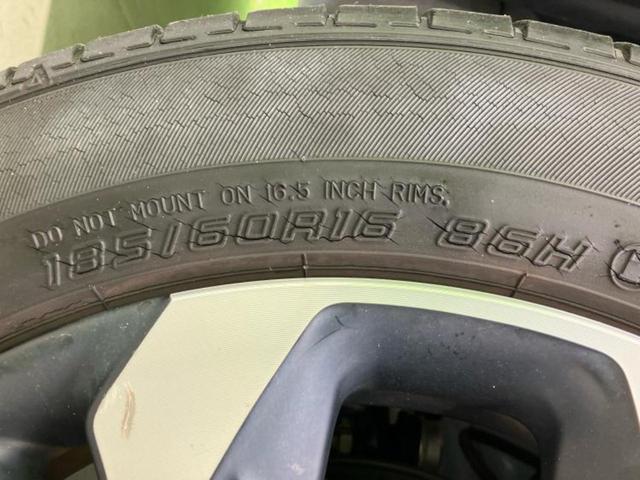 DO NOT MOUNT ON 16.5 INCH RIMS.
185/60R16 86H